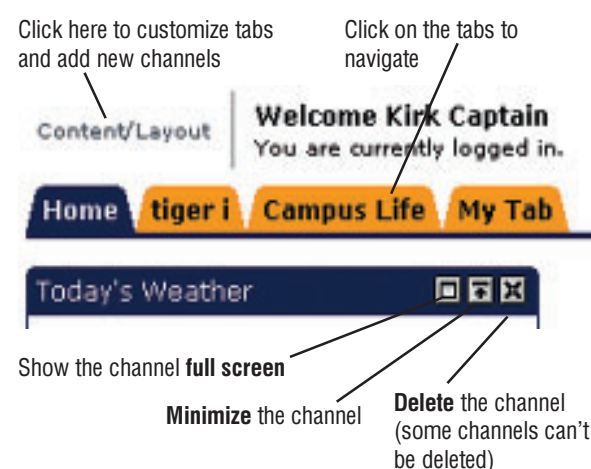 Click here to customize tabs
and add new channels
Click on the tabs to
navigate
Content/Layout
Welcome Kirk Captain
You are currently logged in.
Home tiger i Campus Life My Tab
Today's Weather
Show the channel full screen
Minimize the channel
Delete the channel
(some channels can't
be deleted)